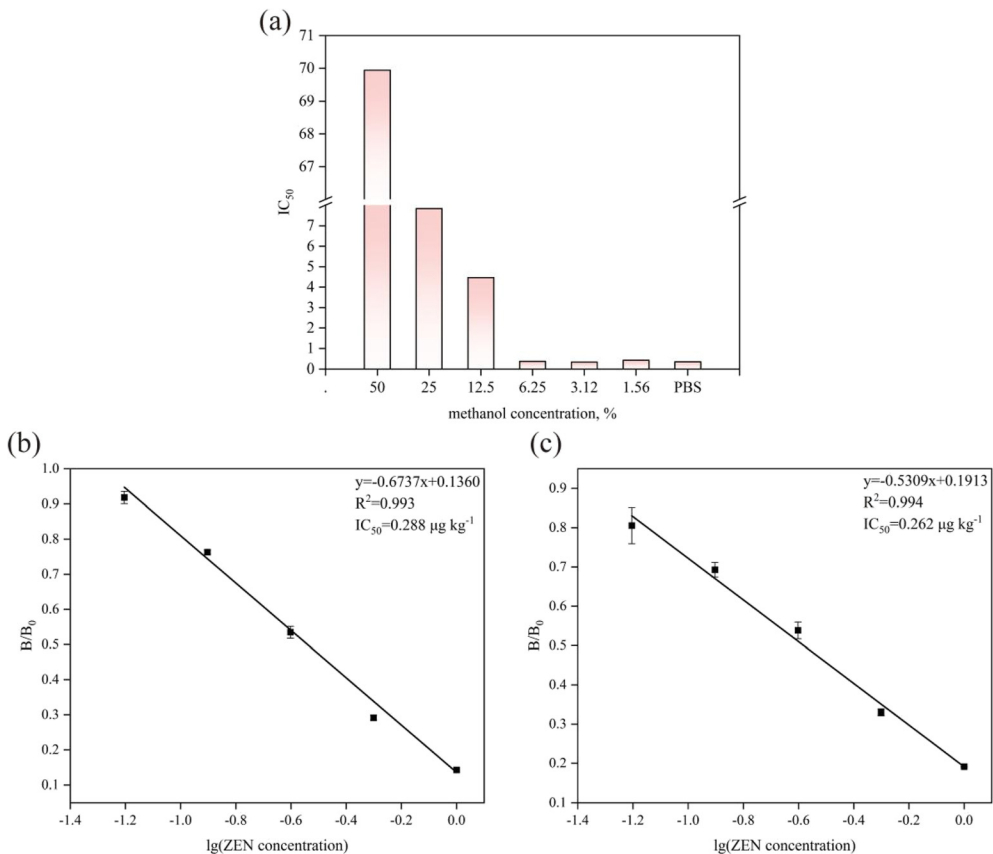 (a)
71
70
69
68
67
7
6
5
4
3
2
1
0
IC50
. 50 25 12.5 6.25 3.12 1.56 PBS
methanol concentration, %
(b)
1.0
0.9
0.8
0.7
0.6
0.5
0.4
0.3
0.2
0.1
B/B0
y=-0.6737x+0.1360
R2=0.993
IC50=0.288 μg kg-1
-1.4 -1.2 -1.0 -0.8 -0.6 -0.4 -0.2 0.0
lg(ZEN concentration)
(c)
0.9
0.8
0.7
0.6
0.5
0.4
0.3
0.2
0.1
B/B0
y=-0.5309x+0.1913
R2=0.994
IC50=0.262 μg kg-1
-1.4 -1.2 -1.0 -0.8 -0.6 -0.4 -0.2 0.0
lg(ZEN concentration)